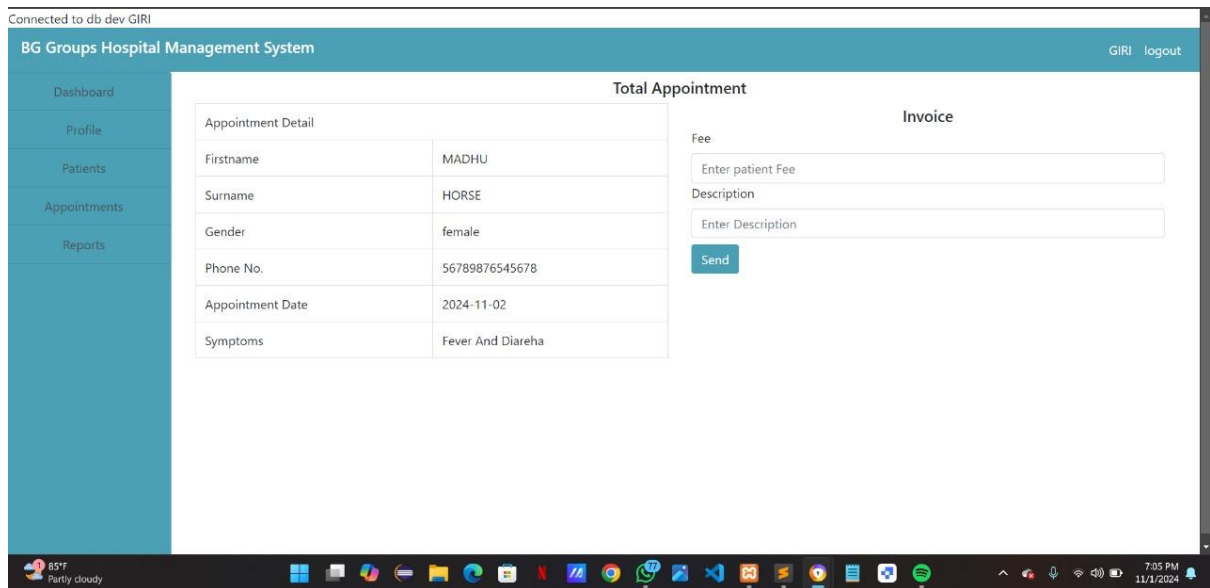 Connected to db dev GIRI
BG Groups Hospital Management System
GIRI logout
Dashboard
Profile
Patients
Appointments
Reports
Total Appointment
Appointment Detail
Firstname MADHU
Surname HORSE
Gender female
Phone No. 56789876545678
Appointment Date 2024-11-02
Symptoms Fever And Diareha
Invoice
Fee
Enter patient Fee
Description
Enter Description
Send
1
85°F
Partly cloudy
77
7:05 PM
11/1/2024